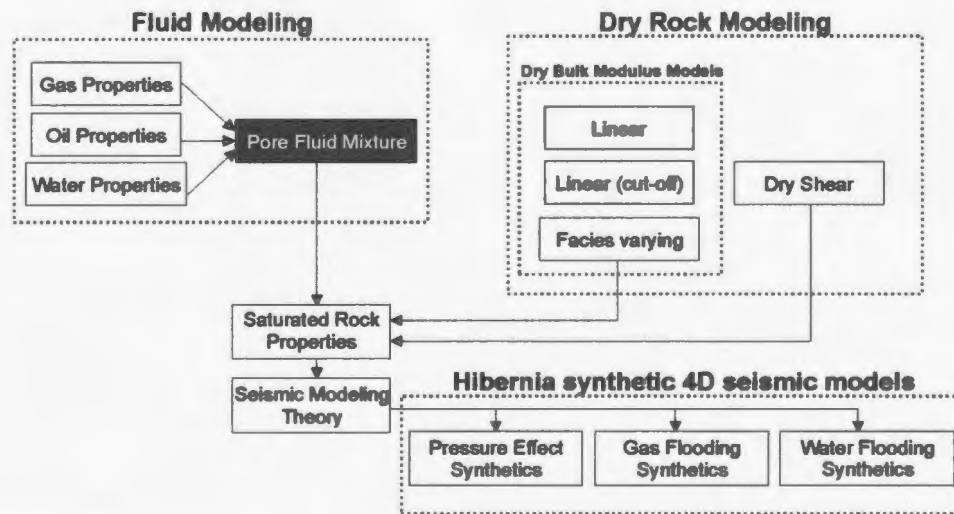 Fluid Modeling
Gas Properties
Oil Properties
Water Properties
Pore Fluid Mixture
Dry Rock Modeling
Dry Bulk Modulus Models
Linear
Linear (cut-off)
Facies varying
Dry Shear
Saturated Rock
Properties
Seismic Modeling
Theory
Hibernia synthetic 4D seismic models
Pressure Effect
Synthetics
Gas Flooding
Synthetics
Water Flooding
Synthetics